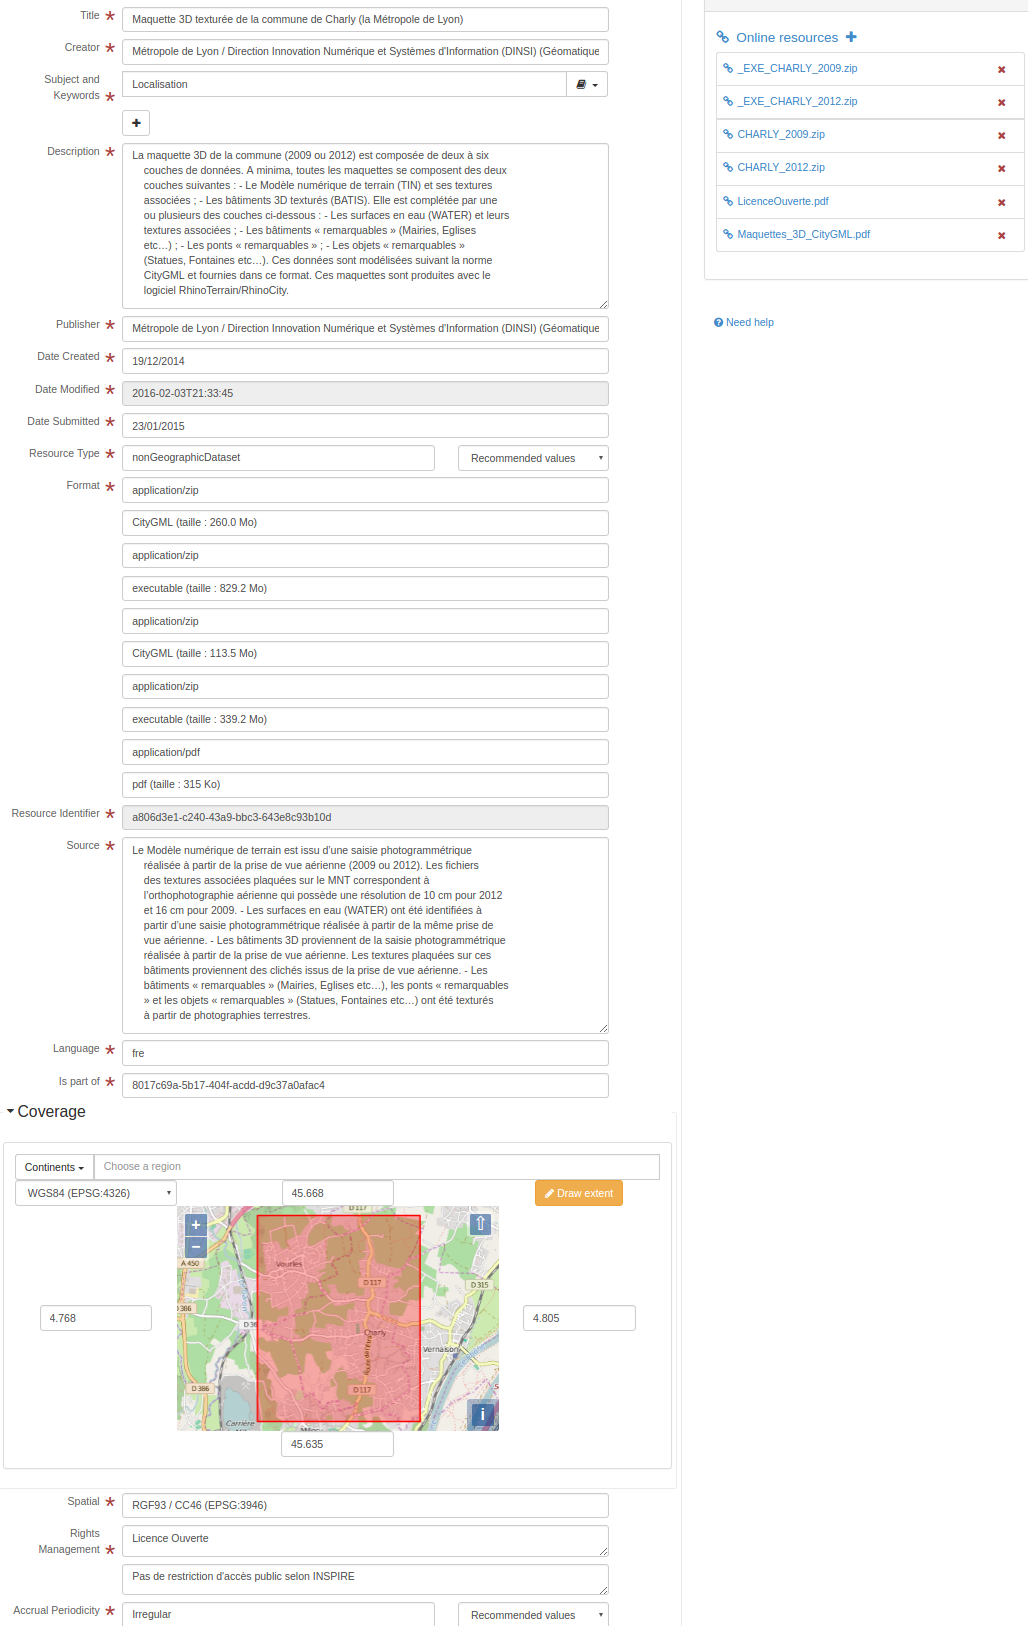 Title * Maquette 3D texturée de la commune de Charly (la Métropole de Lyon)
Creator * Métropole de Lyon / Direction Innovation Numérique et Systèmes d'Information (DINSI) (Géomatique
Subject and Keywords * Localisation
Description * La maquette 3D de la commune (2009 ou 2012) est composée de deux à six
couches de données. A minima, toutes les maquettes se composent des deux
couches suivantes : - Le Modèle numérique de terrain (TIN) et ses textures
associées ; - Les bâtiments 3D texturés (BATIS). Elle est complétée par une
ou plusieurs des couches ci-dessous : - Les surfaces en eau (WATER) et leurs
textures associées ; - Les bâtiments « remarquables » (Mairies, Eglises
etc…) ; - Les ponts « remarquables » ; - Les objets « remarquables »
(Statues, Fontaines etc…). Ces données sont modélisées suivant la norme
CityGML et fournies dans ce format. Ces maquettes sont produites avec le
logiciel RhinoTerrain/RhinoCity.
Publisher * Métropole de Lyon / Direction Innovation Numérique et Systèmes d'Information (DINSI) (Géomatique
Date Created * 19/12/2014
Date Modified * 2016-02-03T21:33:45
Date Submitted * 23/01/2015
Resource Type * nonGeographicDataset Recommended values
Format * application/zip
CityGML (taille : 260.0 Mo)
application/zip
executable (taille : 829.2 Mo)
application/zip
CityGML (taille : 113.5 Mo)
application/zip
executable (taille : 339.2 Mo)
application/pdf
pdf (taille : 315 Ko)
Resource Identifier * a806d3e1-c240-43a9-bbc3-643e8c93b10d
Source * Le Modèle numérique de terrain est issu d'une saisie photogrammétrique
réalisée à partir de la prise de vue aérienne (2009 ou 2012). Les fichiers
des textures associées plaquées sur le MNT correspondent à
l'orthophotographie aérienne qui possède une résolution de 10 cm pour 2012
et 16 cm pour 2009. - Les surfaces en eau (WATER) ont été identifiées à
partir d'une saisie photogrammétrique réalisée à partir de la même prise de
vue aérienne. - Les bâtiments 3D proviennent de la saisie photogrammétrique
réalisée à partir de la prise de vue aérienne. Les textures plaquées sur ces
bâtiments proviennent des clichés issus de la prise de vue aérienne. - Les
bâtiments « remarquables » (Mairies, Eglises etc…), les ponts « remarquables
» et les objets « remarquables » (Statues, Fontaines etc…) ont été texturés
à partir de photographies terrestres.
Language * fre
Is part of * 8017c69a-5b17-404f-acdd-d9c37a0afac4
Coverage
Continents Choose a region
WGS84 (EPSG:4326) 45.668 Draw extent
D 117
+
−
Vourles
A 450
D 117
D 315
D 386
4.768
4.805
D 36
Charly
Vernaison
D 386
D 117
Carrière
i
45.635
Spatial * RGF93 / CC46 (EPSG:3946)
Rights Management * Licence Ouverte
Pas de restriction d'accès public selon INSPIRE
Accrual Periodicity * Irregular Recommended values
Online resources
_EXE_CHARLY_2009.zip
_EXE_CHARLY_2012.zip
CHARLY_2009.zip
CHARLY_2012.zip
LicenceOuverte.pdf
Maquettes_3D_CityGML.pdf
Need help